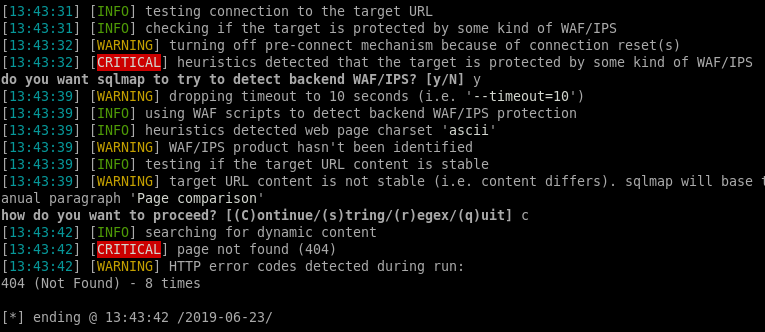 [13:43:31] [INFO] testing connection to the target URL
[13:43:31] [INFO] checking if the target is protected by some kind of WAF/IPS
[13:43:32] [WARNING] turning off pre-connect mechanism because of connection reset(s)
[13:43:32] [CRITICAL] heuristics detected that the target is protected by some kind of WAF/IPS
do you want sqlmap to try to detect backend WAF/IPS? [y/N] y
[13:43:39] [WARNING] dropping timeout to 10 seconds (i.e. '--timeout=10')
[13:43:39] [INFO] using WAF scripts to detect backend WAF/IPS protection
[13:43:39] [INFO] heuristics detected web page charset 'ascii'
[13:43:39] [WARNING] WAF/IPS product hasn't been identified
[13:43:39] [INFO] testing if the target URL content is stable
[13:43:39] [WARNING] target URL content is not stable (i.e. content differs). sqlmap will base t
anual paragraph 'Page comparison'
how do you want to proceed? [(C)ontinue/(s)tring/(r)egex/(q)uit] c
[13:43:42] [INFO] searching for dynamic content
[13:43:42] [CRITICAL] page not found (404)
[13:43:42] [WARNING] HTTP error codes detected during run:
404 (Not Found) - 8 times
[*] ending @ 13:43:42 /2019-06-23/